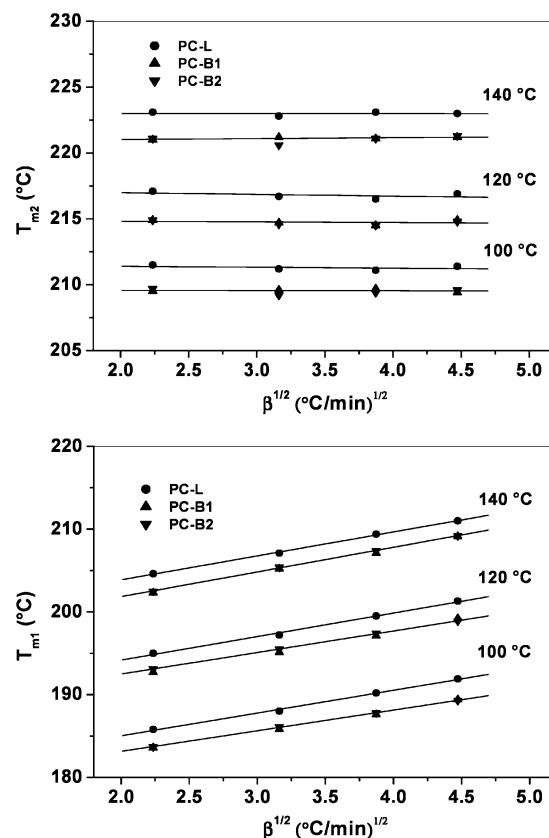 230
225
220
215
210
205
T_m2 (°C)
PC-L
PC-B1
PC-B2
140 °C
120 °C
100 °C
2.0 2.5 3.0 3.5 4.0 4.5 5.0
β^1/2 (°C/min)^1/2
220
210
200
190
180
T_m1 (°C)
PC-L
PC-B1
PC-B2
140 °C
120 °C
100 °C
2.0 2.5 3.0 3.5 4.0 4.5 5.0
β^1/2 (°C/min)^1/2